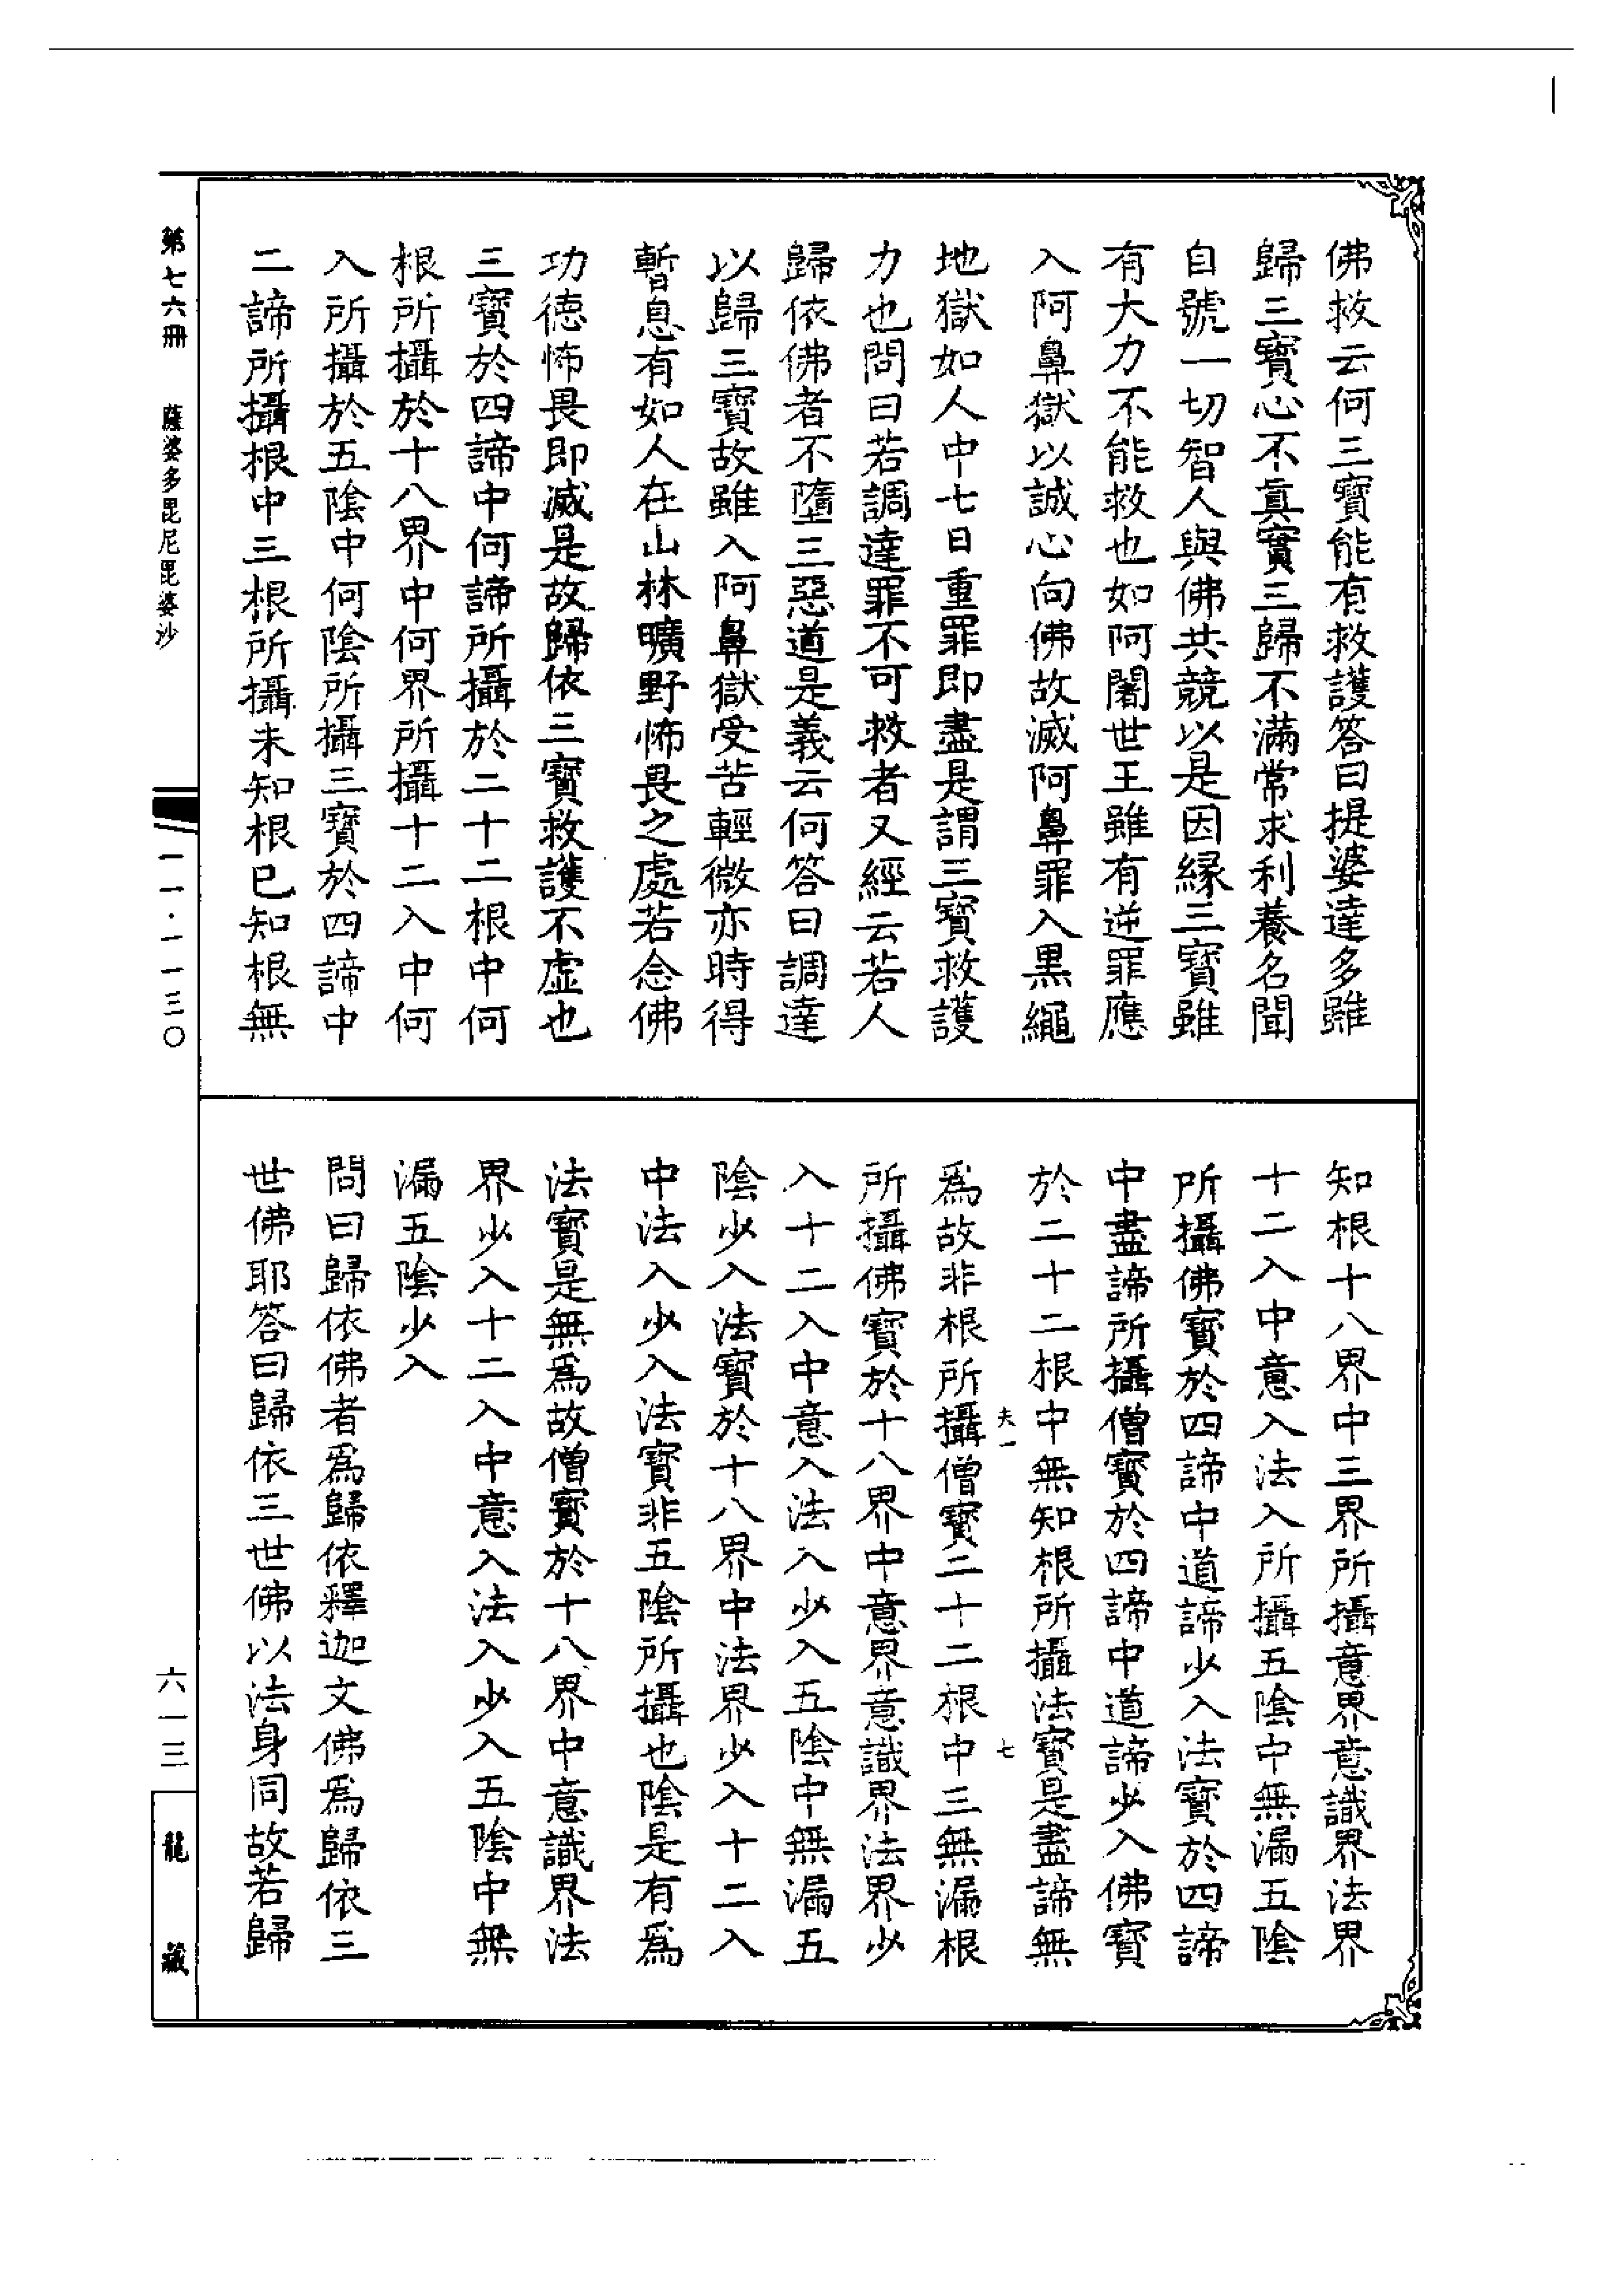 佛救云何三寶能有救護答曰提婆達多雖
歸三寶心不眞實三歸不滿常求利養名聞
自號一切智人與佛共競以是因緣三寶雖
有大力不能救也如阿闍世王雖有逆罪應
入阿鼻獄以誠心向佛故滅阿鼻罪入黑繩
地獄如人中七日重罪即盡是謂三寶救護
力也問曰若調達罪不可救者又經云若人
歸依佛者不墮三惡道是義云何答曰調達
以歸三寶故雖入阿鼻獄受苦輕微亦時得
暫息有如人在山林曠野怖畏之處若念佛
功德怖畏即滅是故歸依三寶救護不虛也
三寶於四諦中何諦所攝於二十二根中何
根所攝於十八界中何界所攝十二入中何
入所攝於五陰中何陰所攝三寶於四諦中
二諦所攝根中三根所攝未知根已知根無
知根十八界中三界所攝意界意識界法界
十二入中意入法入所攝五陰中無漏五陰
所攝佛寶於四諦中道諦少入法寶於四諦
中盡諦所攝僧寶於四諦中道諦少入佛寶
於二十二根中無知根所攝法寶是盡諦無
夫一 七
爲故非根所攝僧寶二十二根中三無漏根
所攝佛寶於十八界中意界意識界法界少
入十二入中意入法入少入五陰中無漏五
陰少入法寶於十八界中法界少入十二入
中法入少入法寶非五陰所攝也陰是有爲
法寶是無爲故僧寶於十八界中意識界法
界少入十二入中意入法入少入五陰中無
漏五陰少入
問曰歸依佛者爲歸依釋迦文佛爲歸依三
世佛耶答曰歸依三世佛以法身同故若歸
第七六冊 薩婆多毘尼毘婆沙
一一·一一三〇
六一三
龍藏